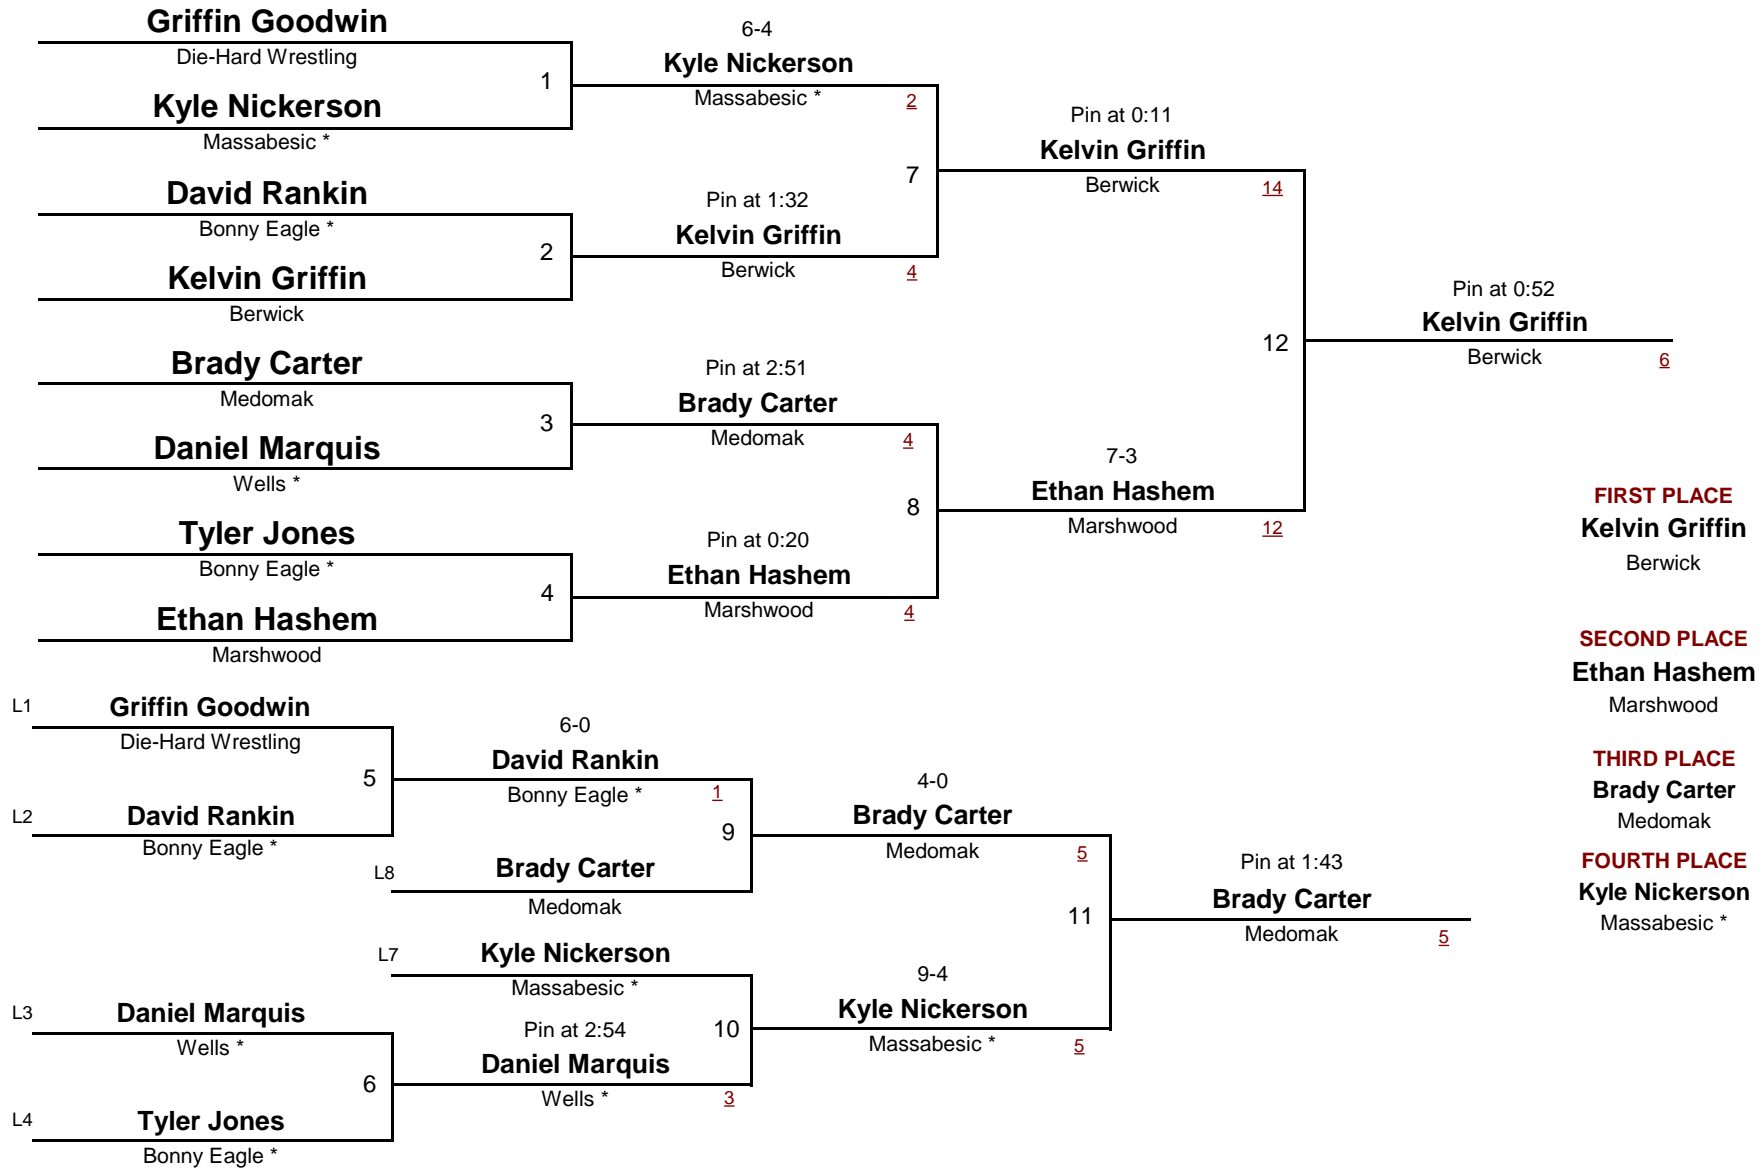 Griffin Goodwin
Die-Hard Wrestling
1
Kyle Nickerson
Massabesic *
David Rankin
Bonny Eagle *
2
Kelvin Griffin
Berwick
Brady Carter
Medomak
3
Daniel Marquis
Wells *
Tyler Jones
Bonny Eagle *
4
Ethan Hashem
Marshwood
6-4
Kyle Nickerson
Massabesic * 2
7
Pin at 1:32
Kelvin Griffin
Berwick 4
Pin at 2:51
Brady Carter
Medomak 4
8
Pin at 0:20
Ethan Hashem
Marshwood 4
Pin at 0:11
Kelvin Griffin
Berwick 14
12
7-3
Ethan Hashem
Marshwood 12
Pin at 0:52
Kelvin Griffin
Berwick 6
FIRST PLACE
Kelvin Griffin
Berwick
SECOND PLACE
Ethan Hashem
Marshwood
THIRD PLACE
Brady Carter
Medomak
FOURTH PLACE
Kyle Nickerson
Massabesic *
L1 Griffin Goodwin
Die-Hard Wrestling
5
L2 David Rankin
Bonny Eagle *
L3 Daniel Marquis
Wells *
6
L4 Tyler Jones
Bonny Eagle *
6-0
David Rankin
Bonny Eagle * 1
9
L8 Brady Carter
Medomak
L7 Kyle Nickerson
Massabesic *
Pin at 2:54 10
Daniel Marquis
Wells * 3
4-0
Brady Carter
Medomak 5
11
9-4
Kyle Nickerson
Massabesic * 5
Pin at 1:43
Brady Carter
Medomak 5